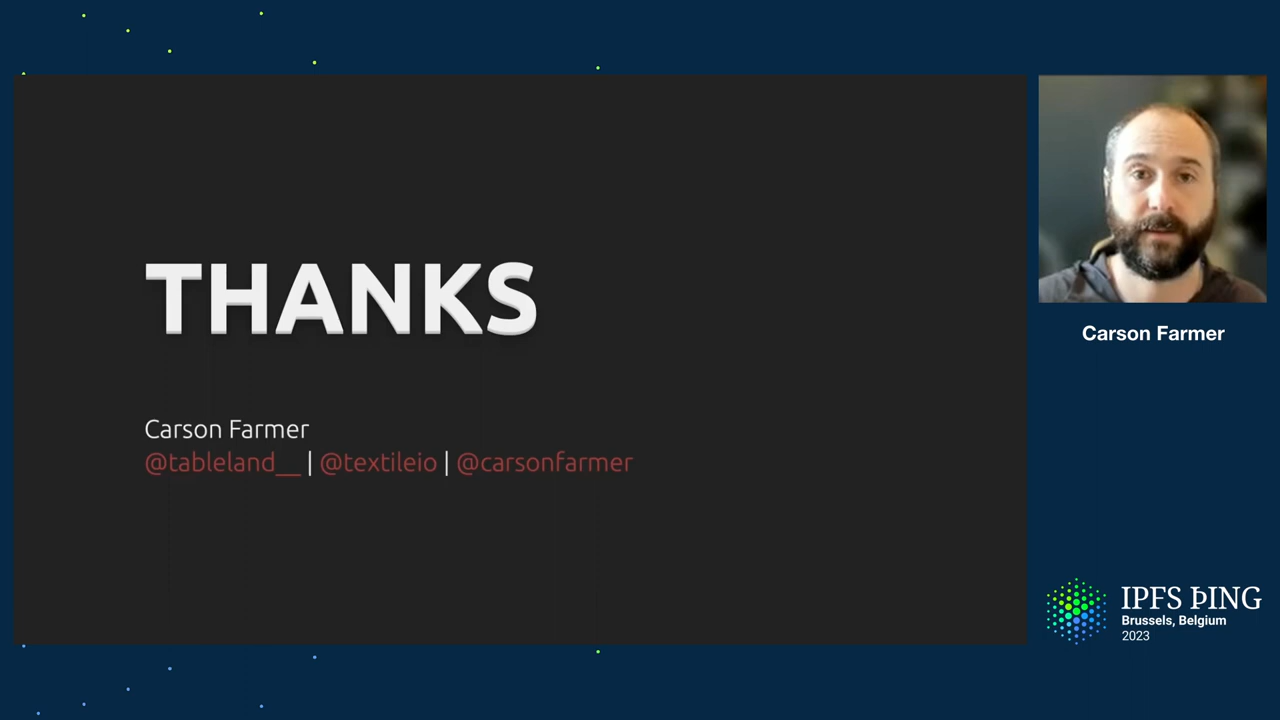 THANKS
Carson Farmer
@tableland__ | @textileio | @carsonfarmer
Carson Farmer
IPFS ÞING
Brussels, Belgium
2023